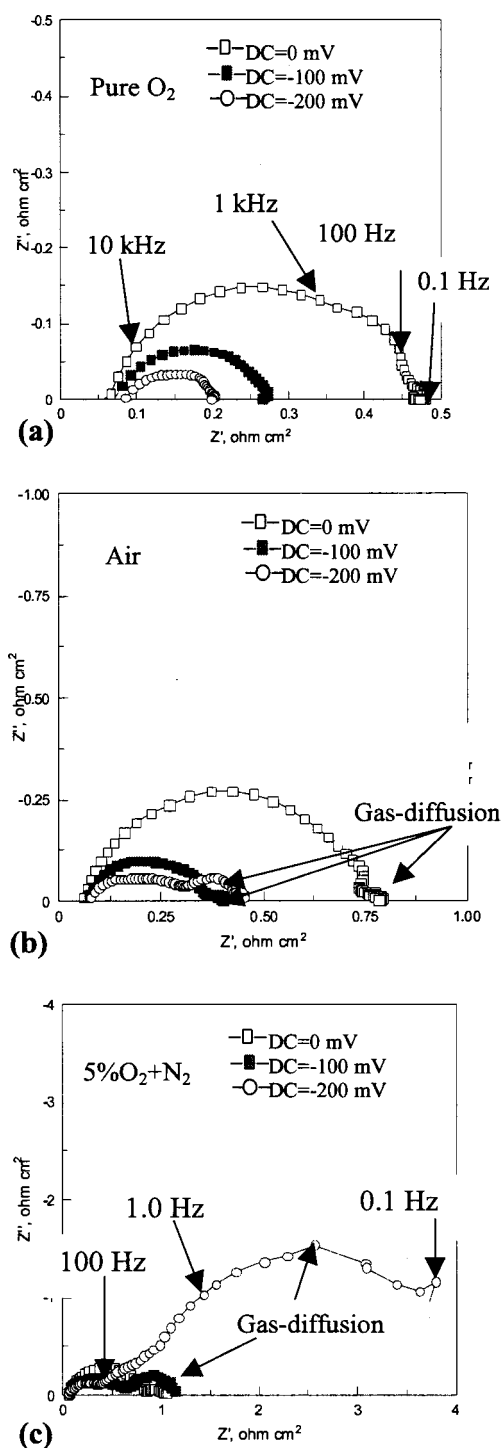 -0.5
DC=0 mV
DC=-100 mV
DC=-200 mV
Pure O₂
-0.4
-0.3
-0.2
-0.1
0
Z", ohm cm²
10 kHz
1 kHz
100 Hz
0.1 Hz
0.0 0.1 0.2 0.3 0.4 0.5
(a)
Z', ohm cm²
-1.00
DC=0 mV
DC=-100 mV
DC=-200 mV
Air
-0.75
-0.25
0
Z", ohm cm²
Gas-diffusion
0.00 0.25 0.50 0.75 1.00
(b)
Z', ohm cm²
-4
DC=0 mV
DC=-100 mV
DC=-200 mV
5%O₂+N₂
-3
-2
0
Z", ohm cm²
1.0 Hz
0.1 Hz
100 Hz
Gas-diffusion
0 1 2 3 4
(c)
Z', ohm cm²